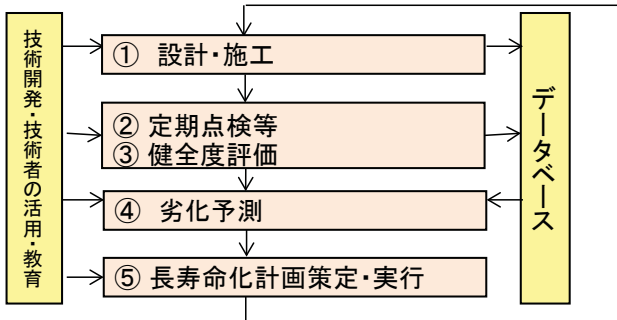 技術開発・技術者の活用・教育
① 設計・施工
② 定期点検等
③ 健全度評価
④ 劣化予測
⑤ 長寿命化計画策定・実行
データベース